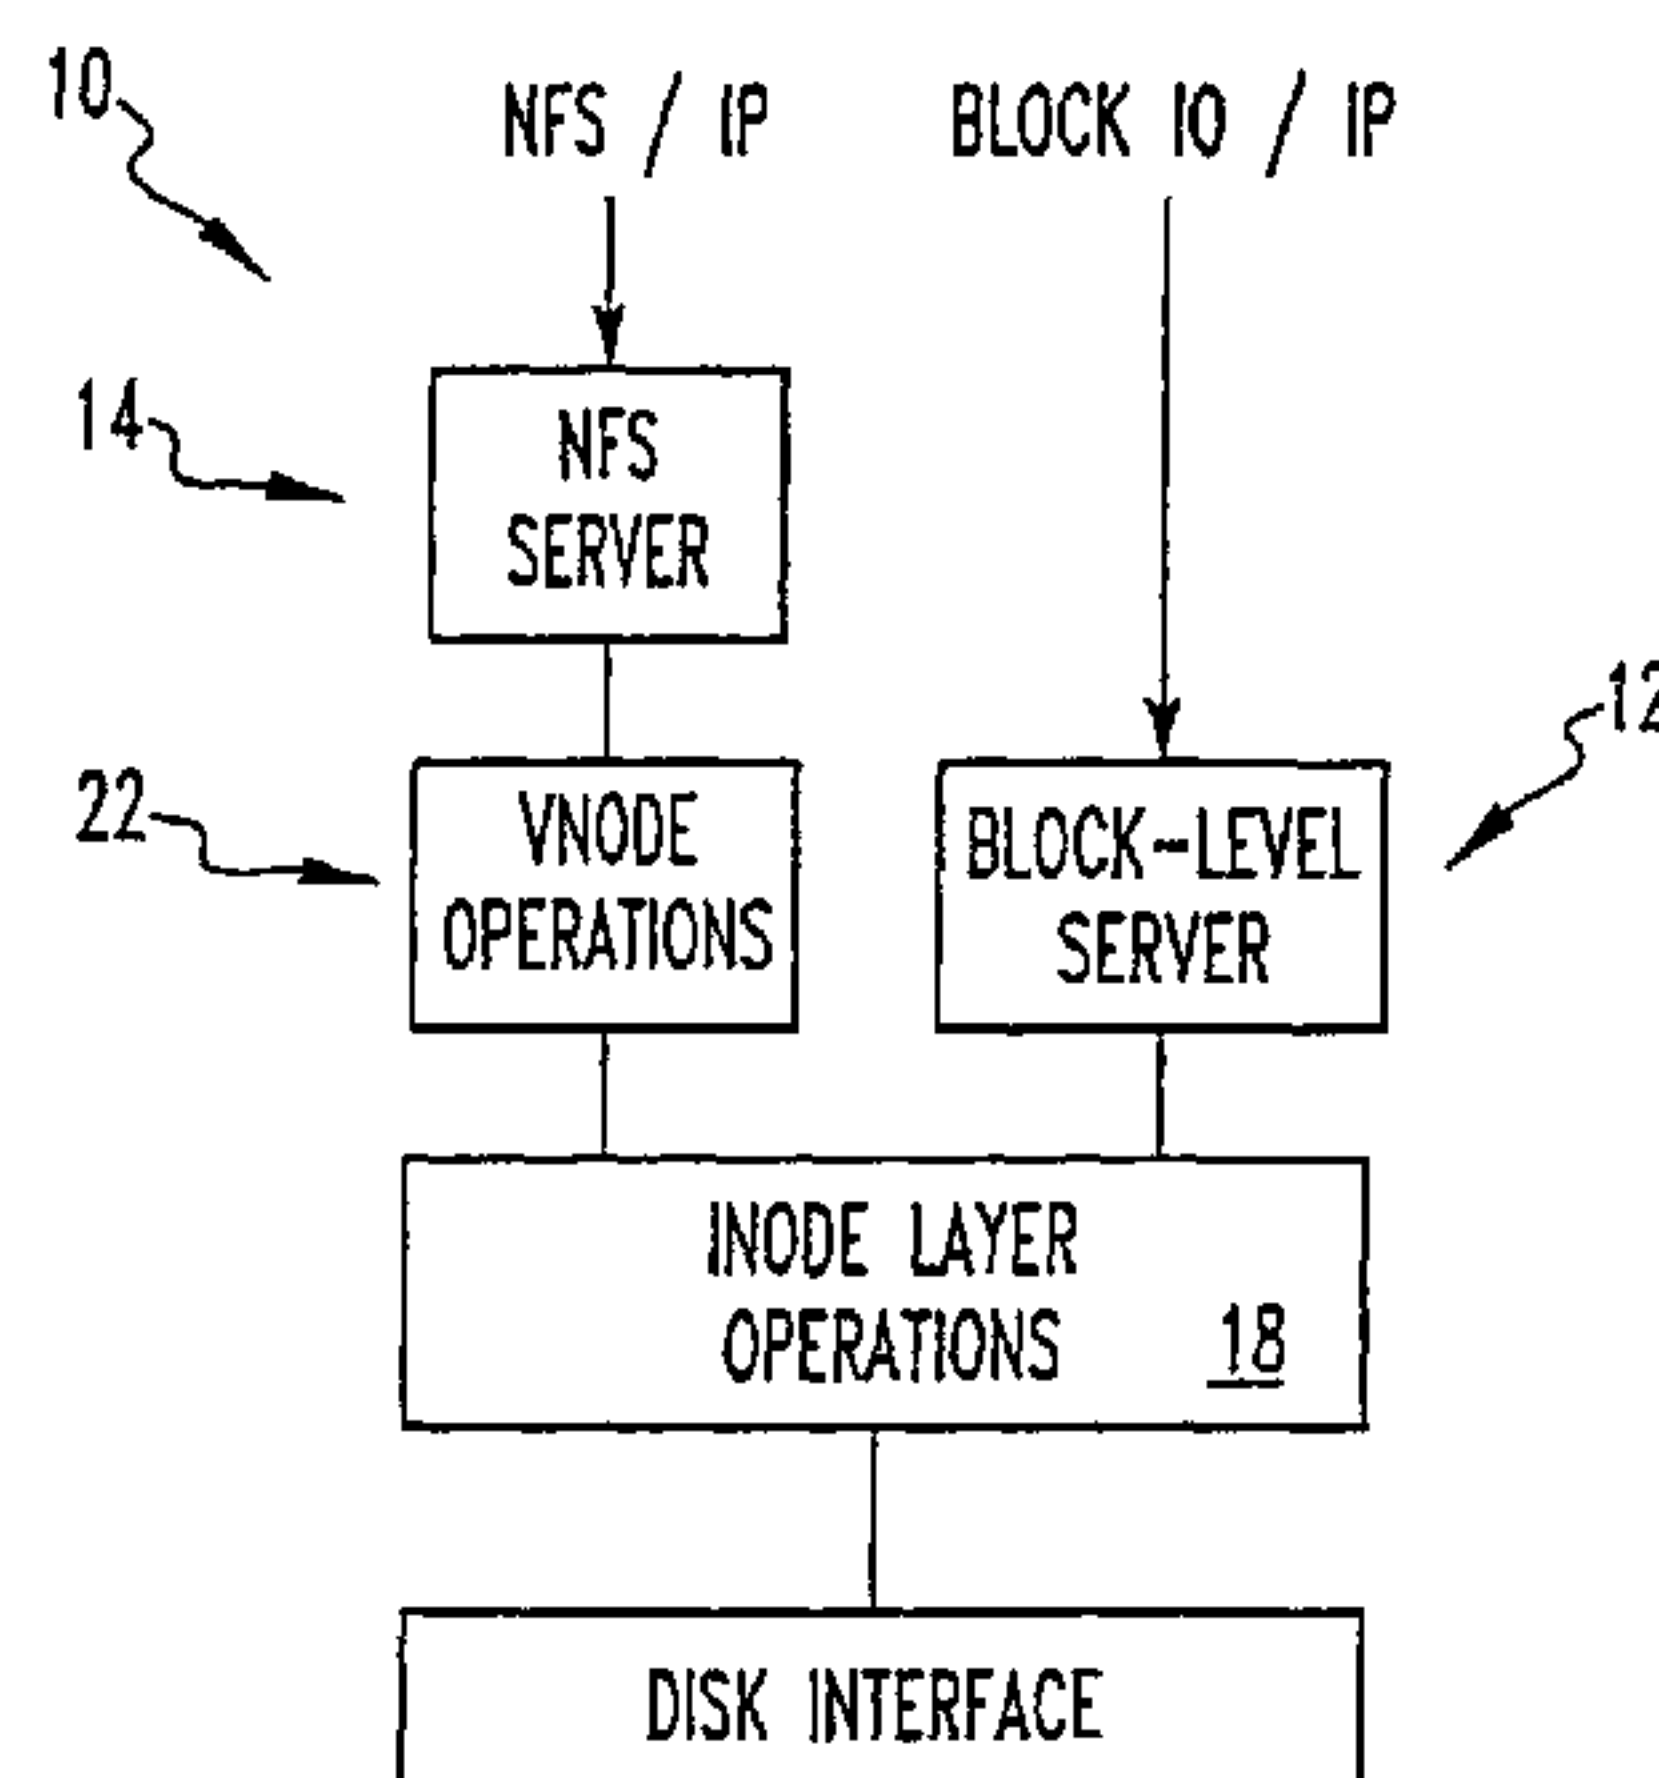 10
NFS / IP
BLOCK IO / IP
14
NFS
SERVER
12
22
VNODE
OPERATIONS
BLOCK-LEVEL
SERVER
INODE LAYER
OPERATIONS
18
DISK INTERFACE